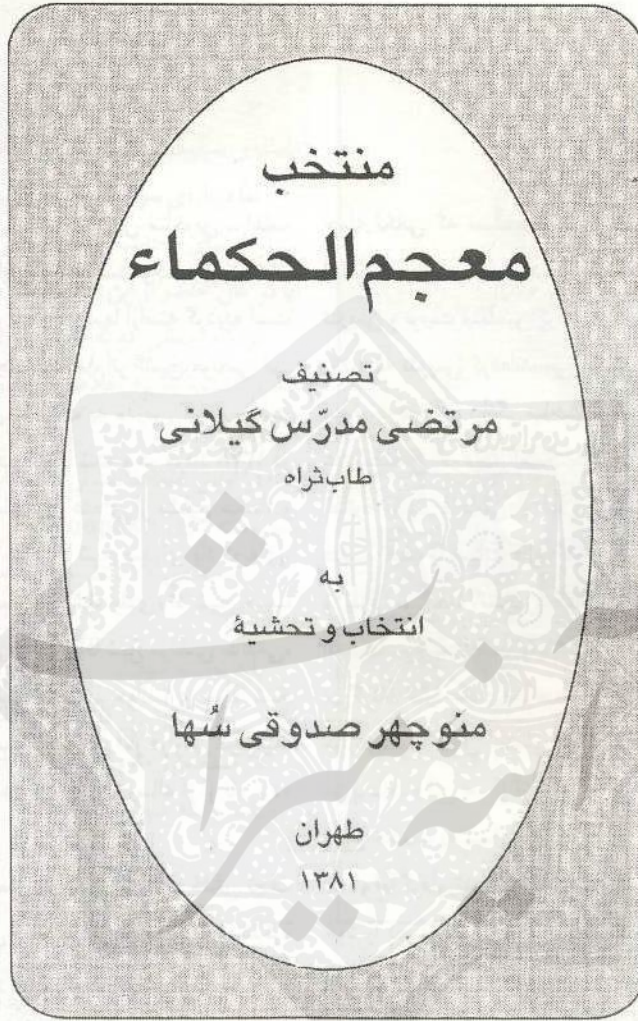 منتخب
معجم الحکماء
تصنیف
مرتضی مدرّس گیلانی
طاب ثراه
به
انتخاب و تحشیهٔ
منوچهر صدوقی سُها
طهران
۱۳۸۱